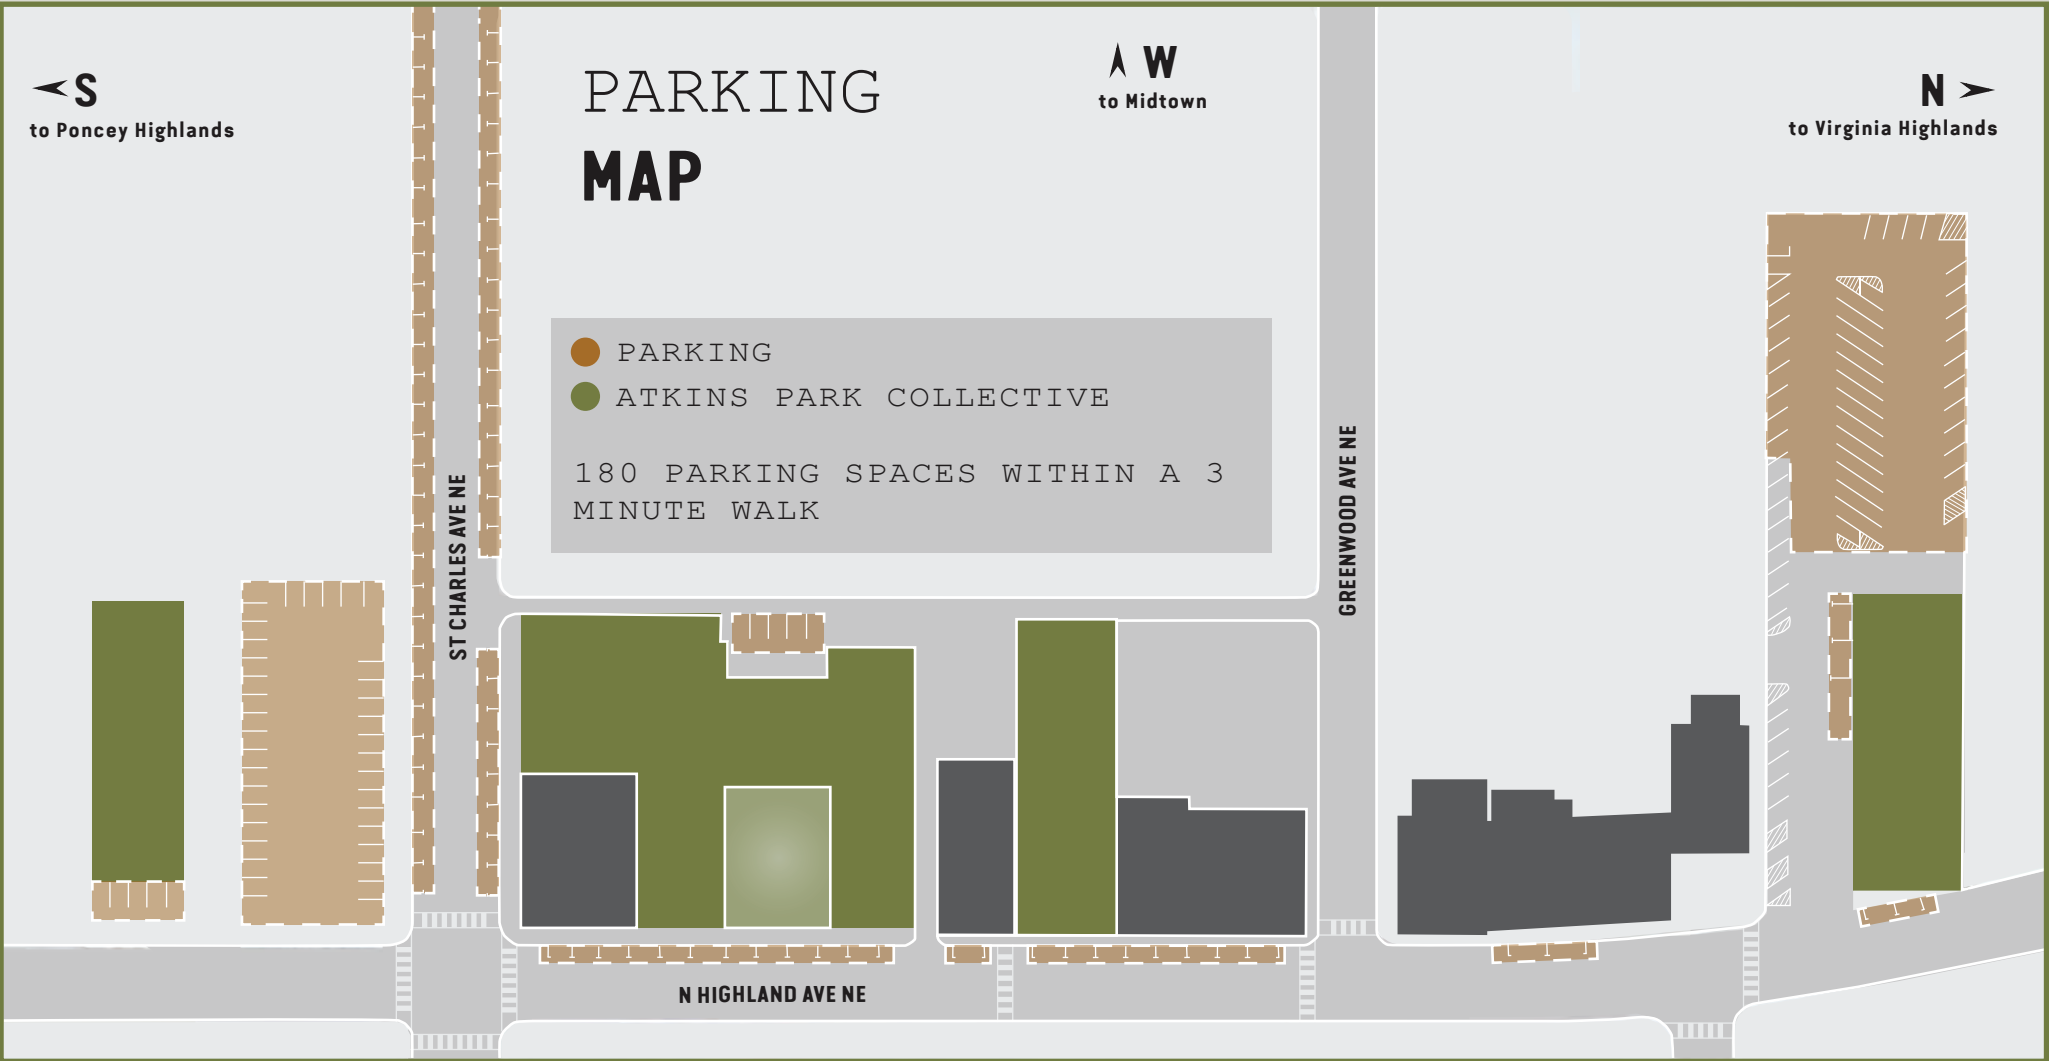 S
to Poncey Highlands
PARKING
MAP
W
to Midtown
N
to Virginia Highlands
PARKING
ATKINS PARK COLLECTIVE
180 PARKING SPACES WITHIN A 3
MINUTE WALK
ST CHARLES AVE NE
GREENWOOD AVE NE
N HIGHLAND AVE NE